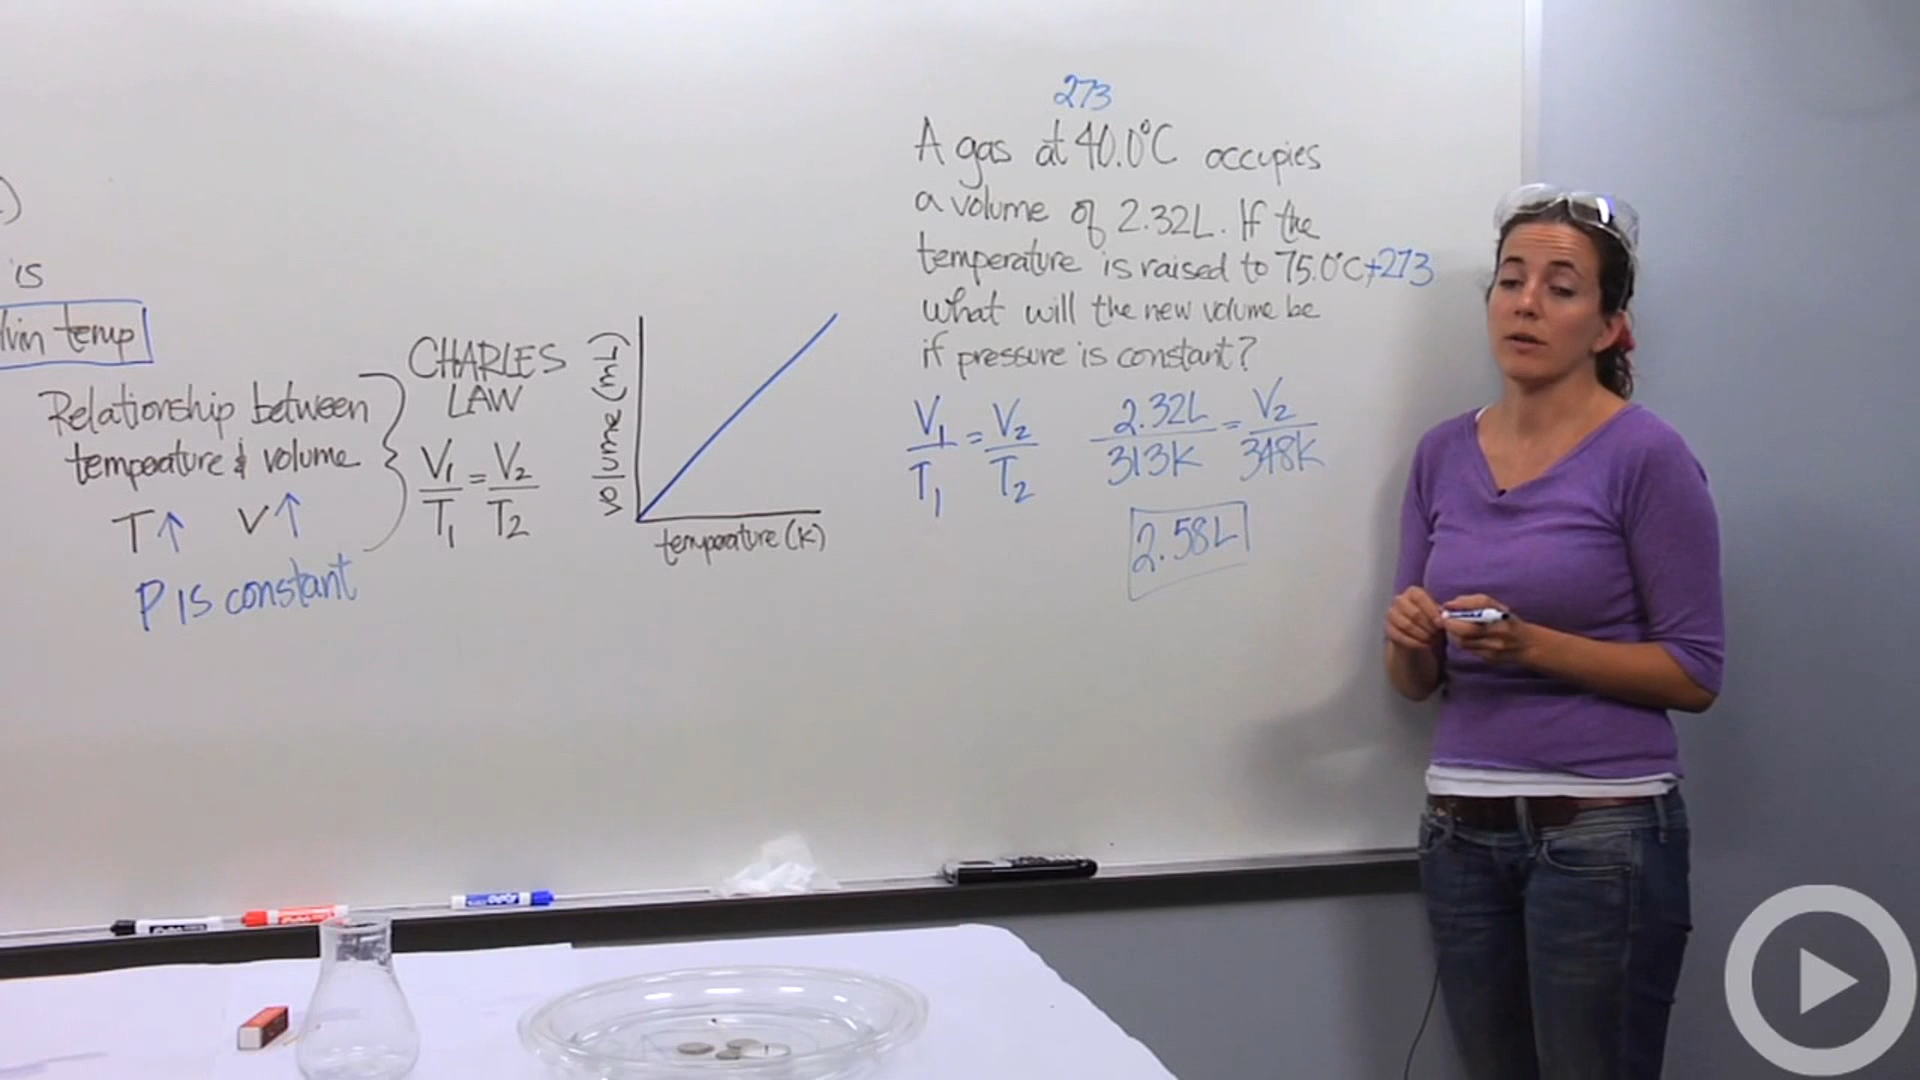 is
temp
Relationship between
temperature & volume
T↑ V↑
P is constant
CHARLES
LAW
V₁/T₁ = V₂/T₂
volume (mL)
temperature (K)
273
A gas at 40.0°C occupies
a volume of 2.32L. If the
temperature is raised to 75.0°C+273
what will the new volume be
if pressure is constant?
V₁/T₁ = V₂/T₂ 2.32L/313K = V₂/348K
2.58L